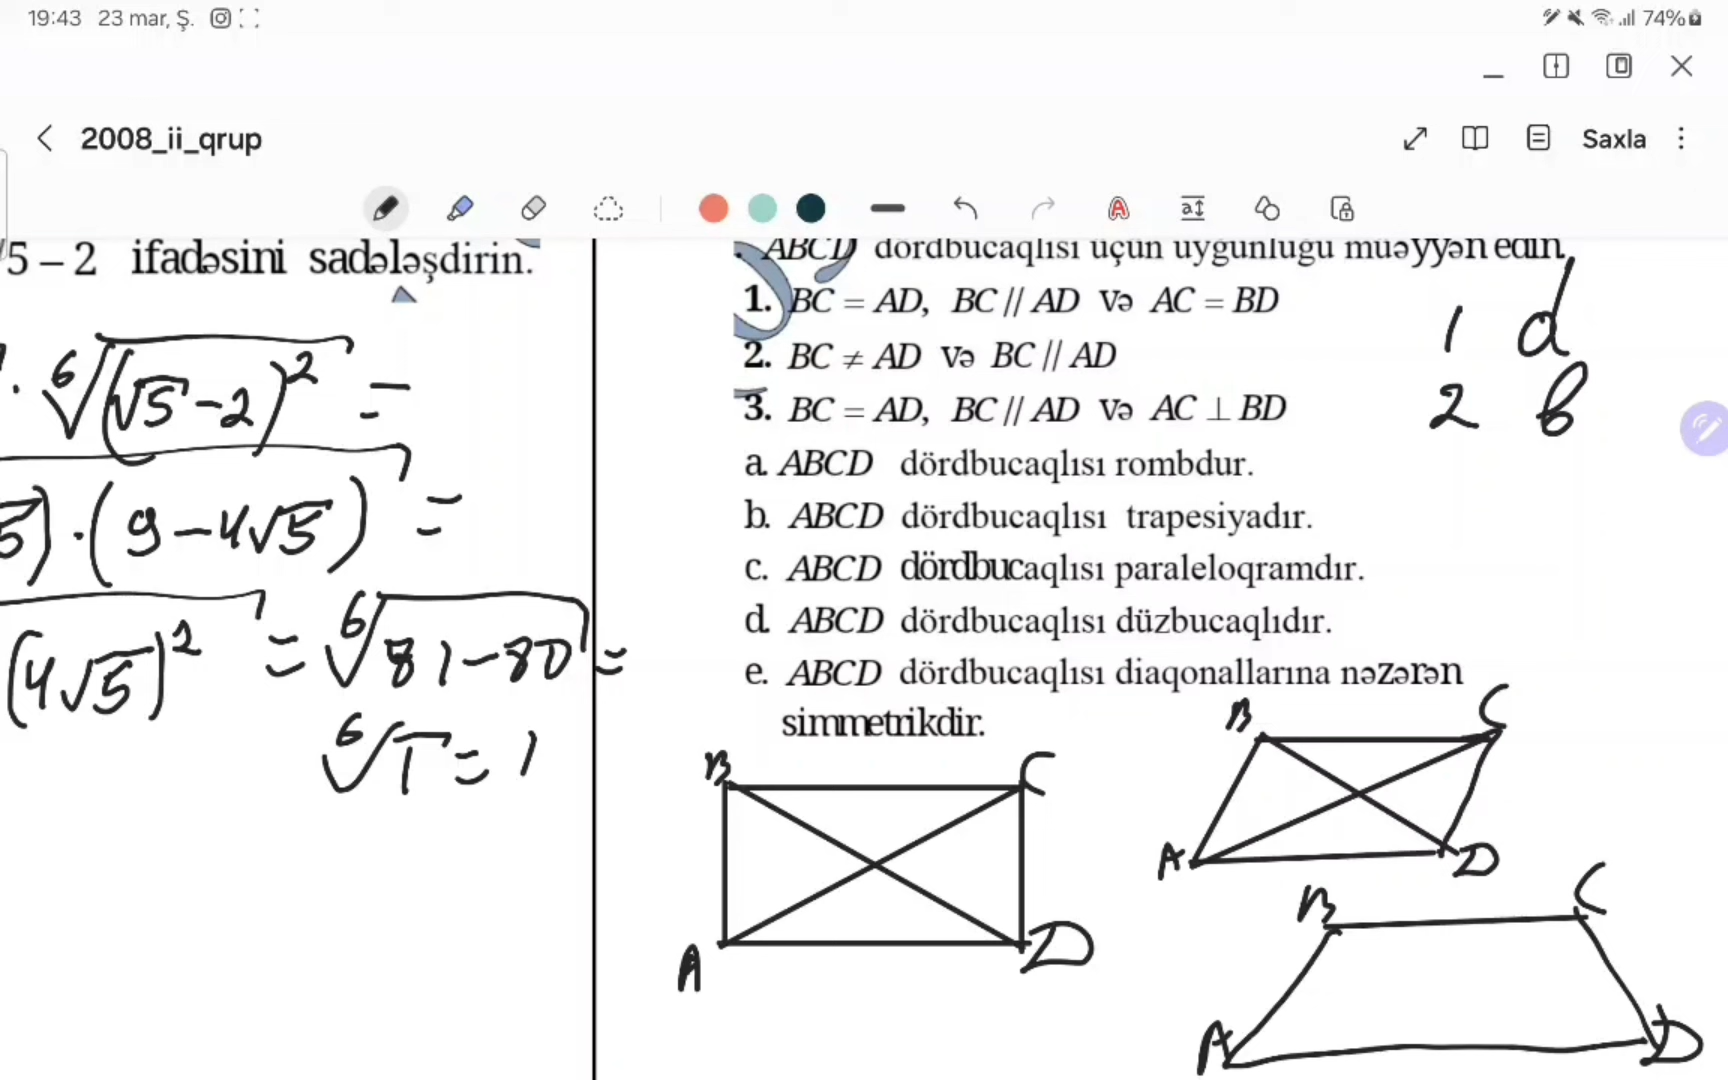 19:43 23 mar, Ş.
74%
2008_ii_qrup
Saxla
5 – 2 ifadəsini sadələşdirin.
· ⁶√(√5-2)² =
5) · (9-4√5) =
(4√5)² = ⁶√81-80 =
⁶√1 = 1
ABCD dördbucaqlısı üçün uyğunluğu müəyyən edin.
1. BC = AD, BC // AD və AC = BD
2. BC ≠ AD və BC // AD
3. BC = AD, BC // AD və AC ⊥ BD
a. ABCD dördbucaqlısı rombdur.
b. ABCD dördbucaqlısı trapesiyadır.
c. ABCD dördbucaqlısı paraleloqramdır.
d. ABCD dördbucaqlısı düzbucaqlıdır.
e. ABCD dördbucaqlısı diaqonallarına nəzərən
simmetrikdir.
1 d
2 b
B C
A D
B C
A D
B C
A D